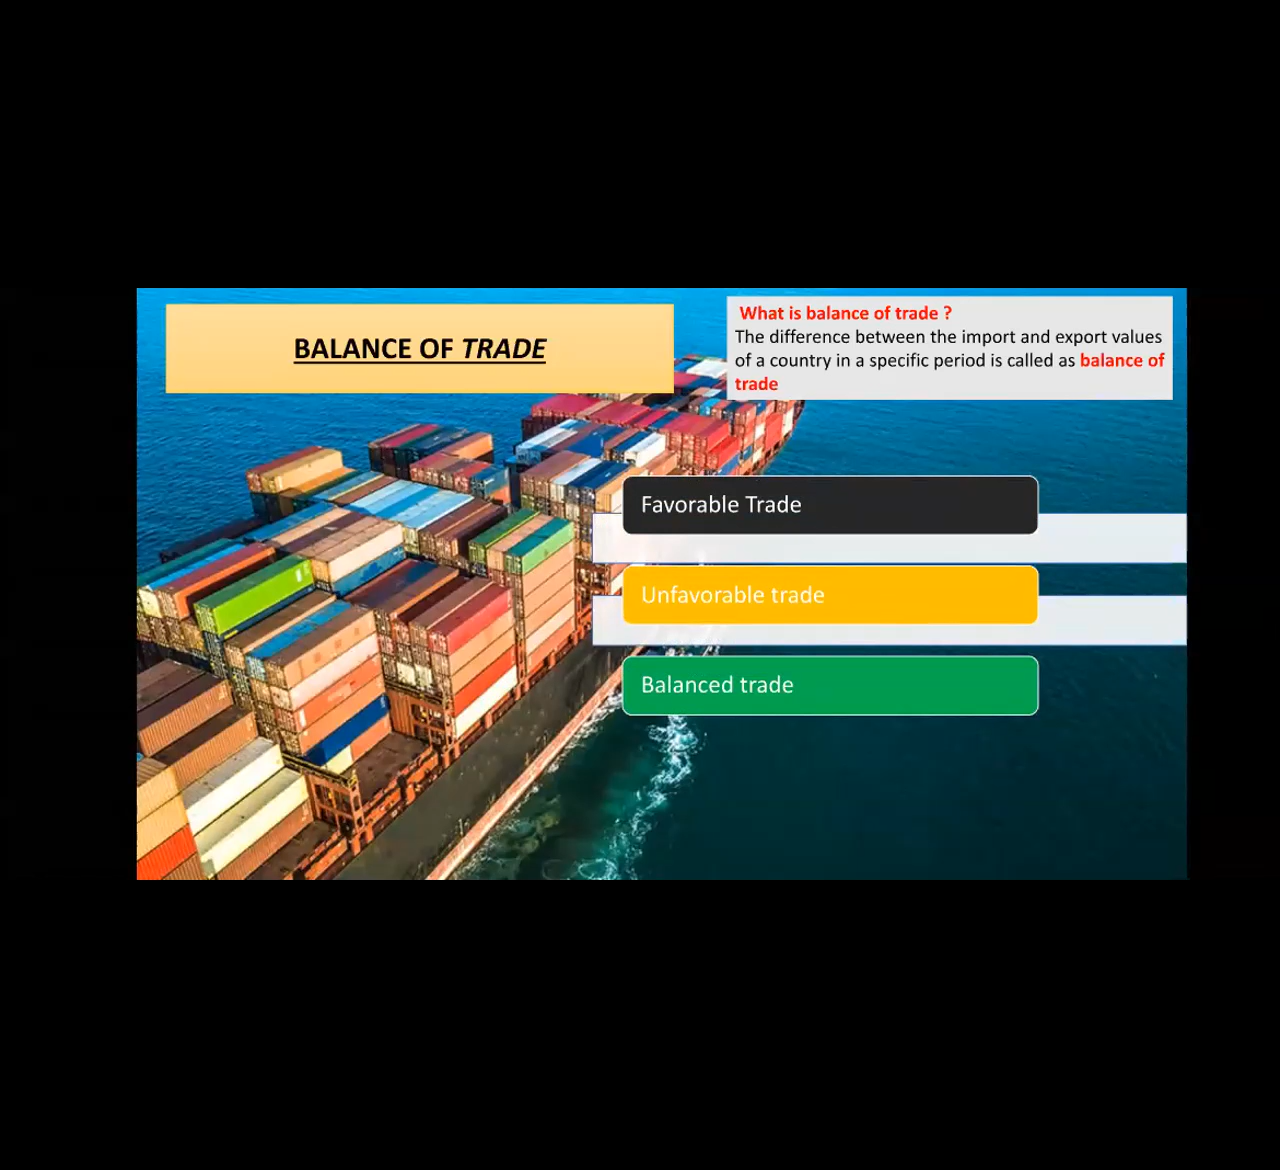 BALANCE OF TRADE
What is balance of trade ?
The difference between the import and export values
of a country in a specific period is called as balance of
trade
Favorable Trade
Unfavorable trade
Balanced trade